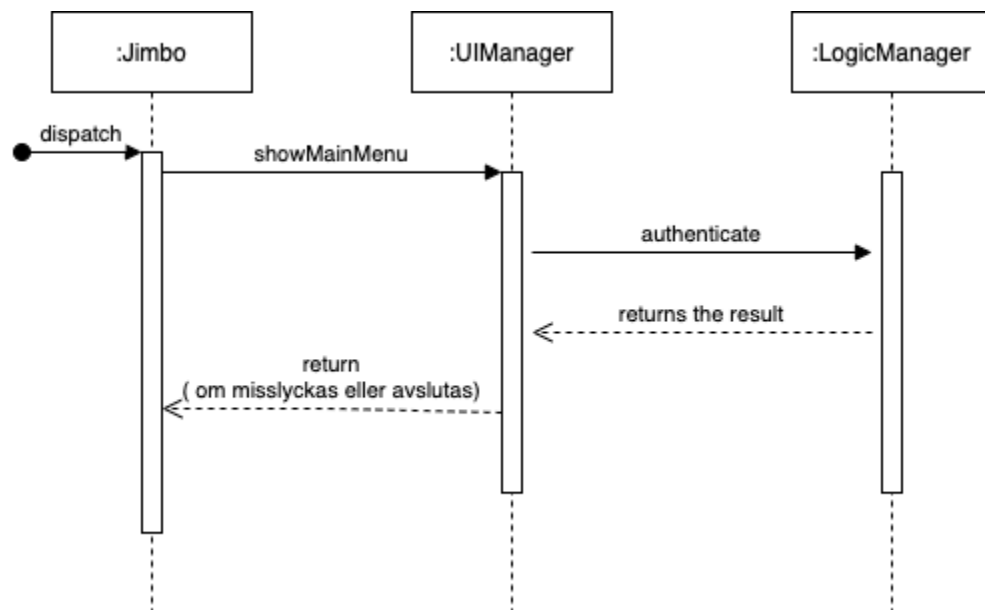 :Jimbo
:UIManager
:LogicManager
dispatch
showMainMenu
authenticate
returns the result
return
( om misslyckas eller avslutas)